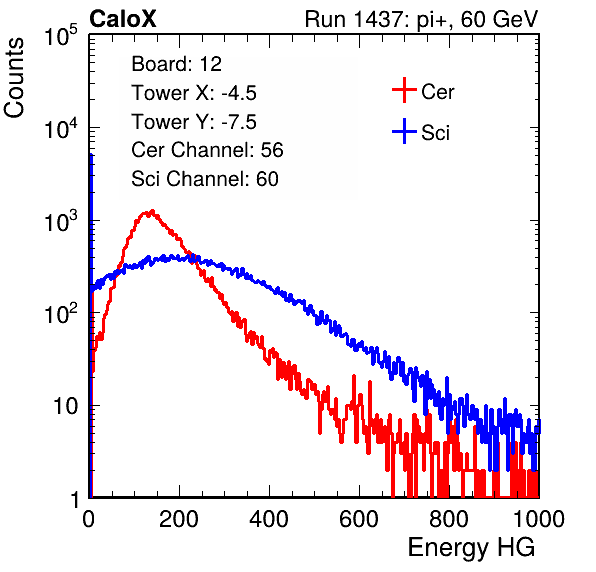 CaloX Run 1437: pi+, 60 GeV
Counts
10^5
10^4
10^3
10^2
10
1
Board: 12
Tower X: -4.5
Tower Y: -7.5
Cer Channel: 56
Sci Channel: 60
Cer
Sci
0 200 400 600 800 1000
Energy HG